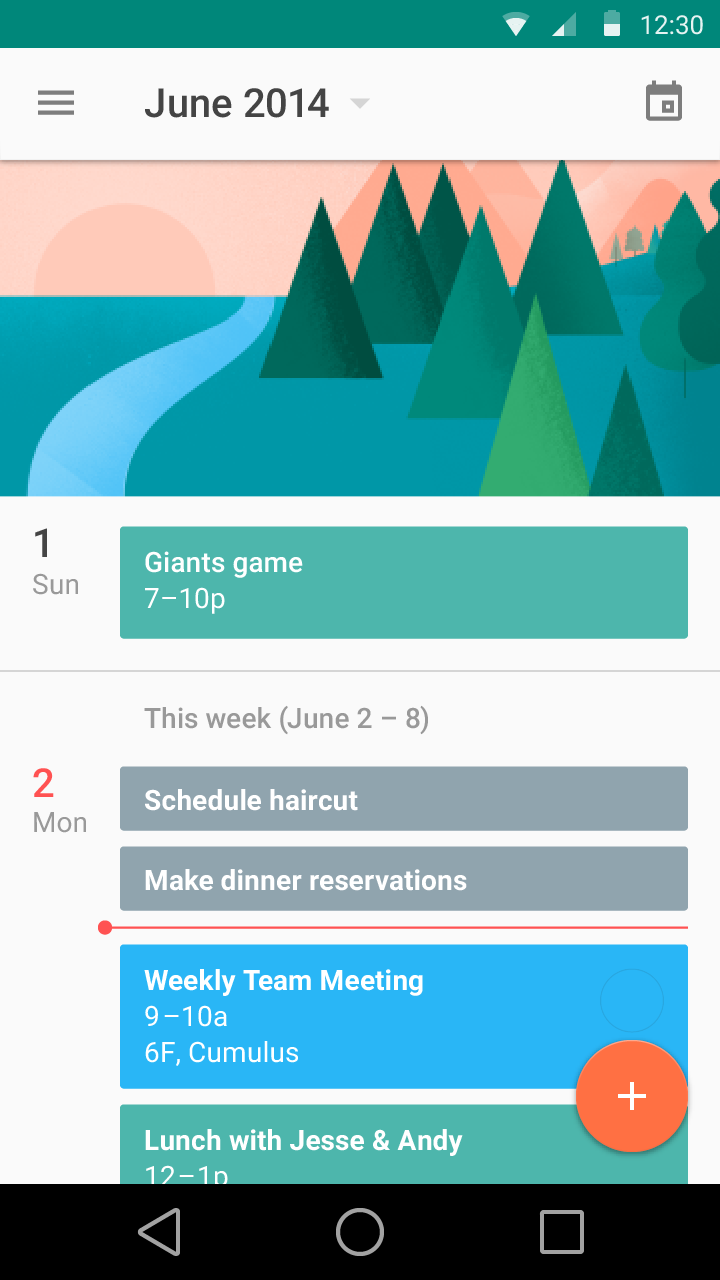 12:30
June 2014
1
Sun
Giants game
7–10p
This week (June 2 – 8)
2
Mon
Schedule haircut
Make dinner reservations
Weekly Team Meeting
9–10a
6F, Cumulus
Lunch with Jesse & Andy
12–1p